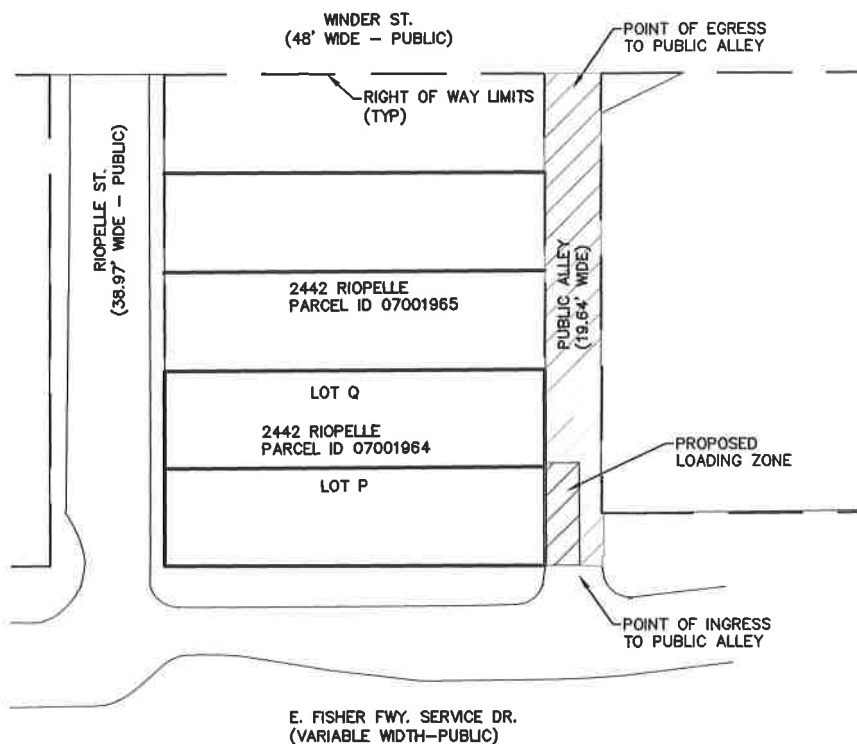 WINDER ST.
(48' WIDE - PUBLIC)
POINT OF EGRESS
TO PUBLIC ALLEY
RIGHT OF WAY LIMITS
(TYP)
RIOPELLE ST.
(38.97' WIDE - PUBLIC)
2442 RIOPELLE
PARCEL ID 07001965
PUBLIC ALLEY
(19.64' WIDE)
LOT Q
2442 RIOPELLE
PARCEL ID 07001964
PROPOSED
LOADING ZONE
LOT P
POINT OF INGRESS
TO PUBLIC ALLEY
E. FISHER FWY. SERVICE DR.
(VARIABLE WIDTH-PUBLIC)